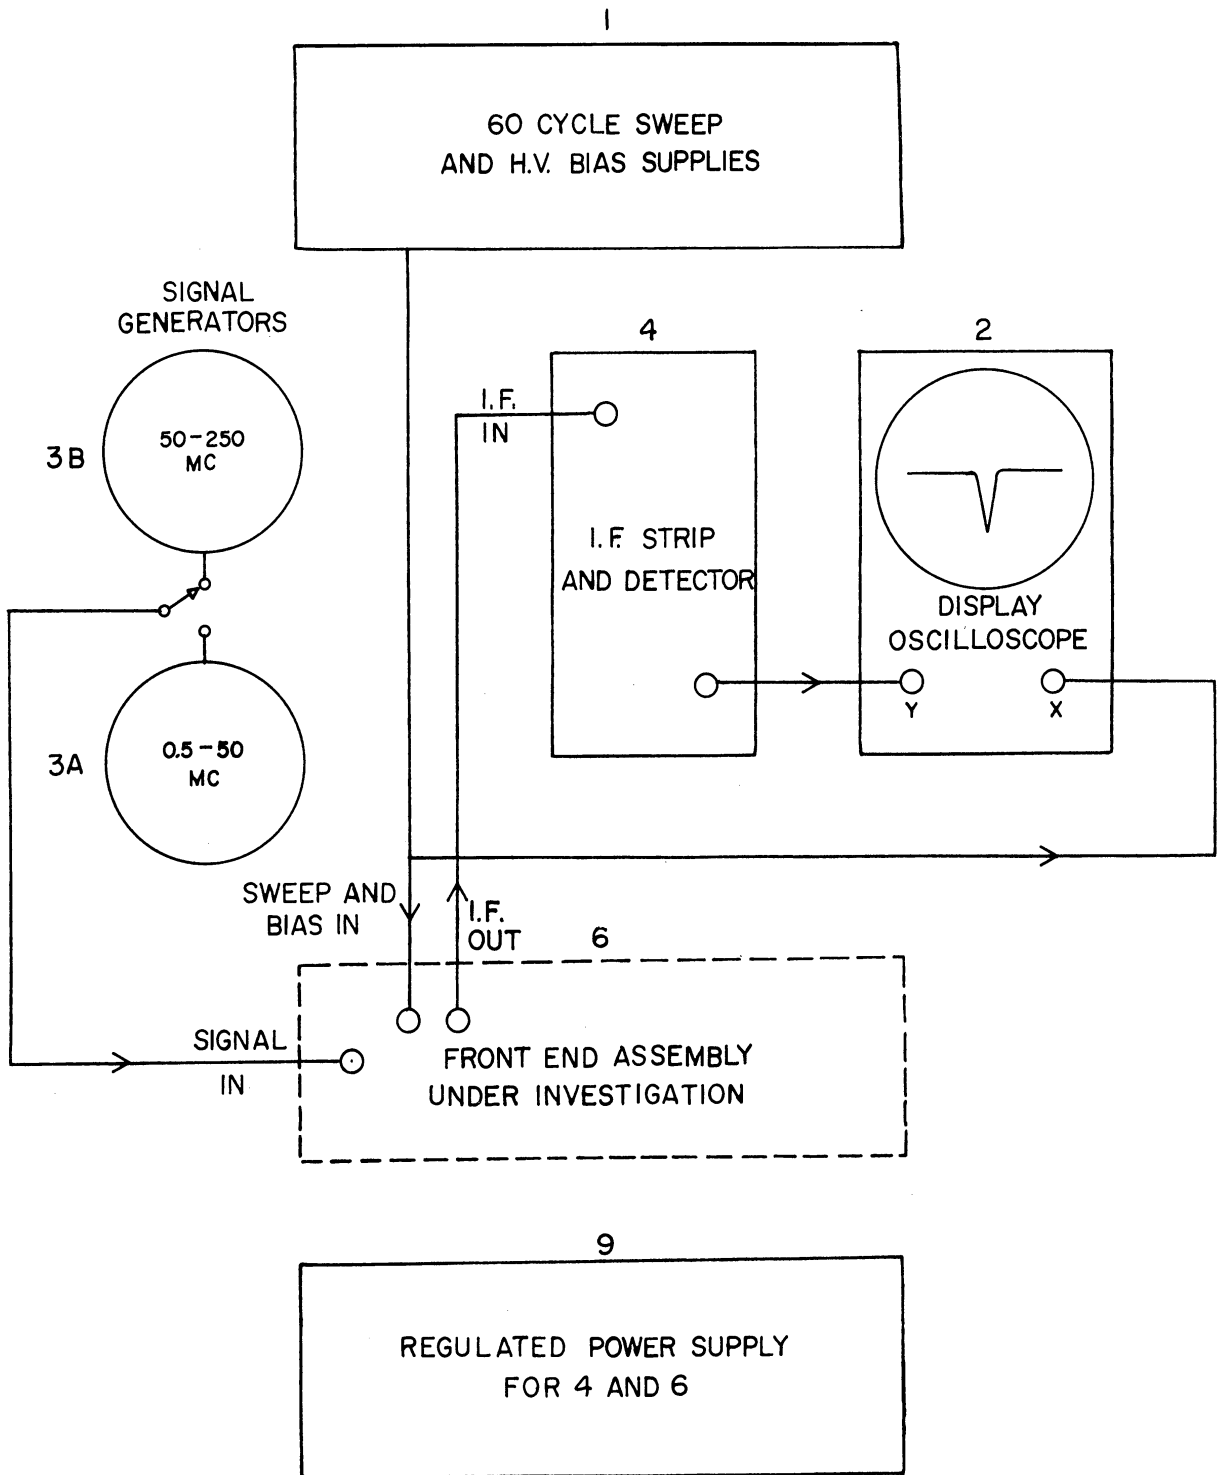 1
60 CYCLE SWEEP
AND H.V. BIAS SUPPLIES
SIGNAL
GENERATORS
3B
50-250
MC
3A
0.5-50
MC
4
I.F.
IN
I.F. STRIP
AND DETECTOR
2
DISPLAY
OSCILLOSCOPE
Y
X
SWEEP AND
BIAS IN
I.F.
OUT
6
SIGNAL
IN
FRONT END ASSEMBLY
UNDER INVESTIGATION
9
REGULATED POWER SUPPLY
FOR 4 AND 6